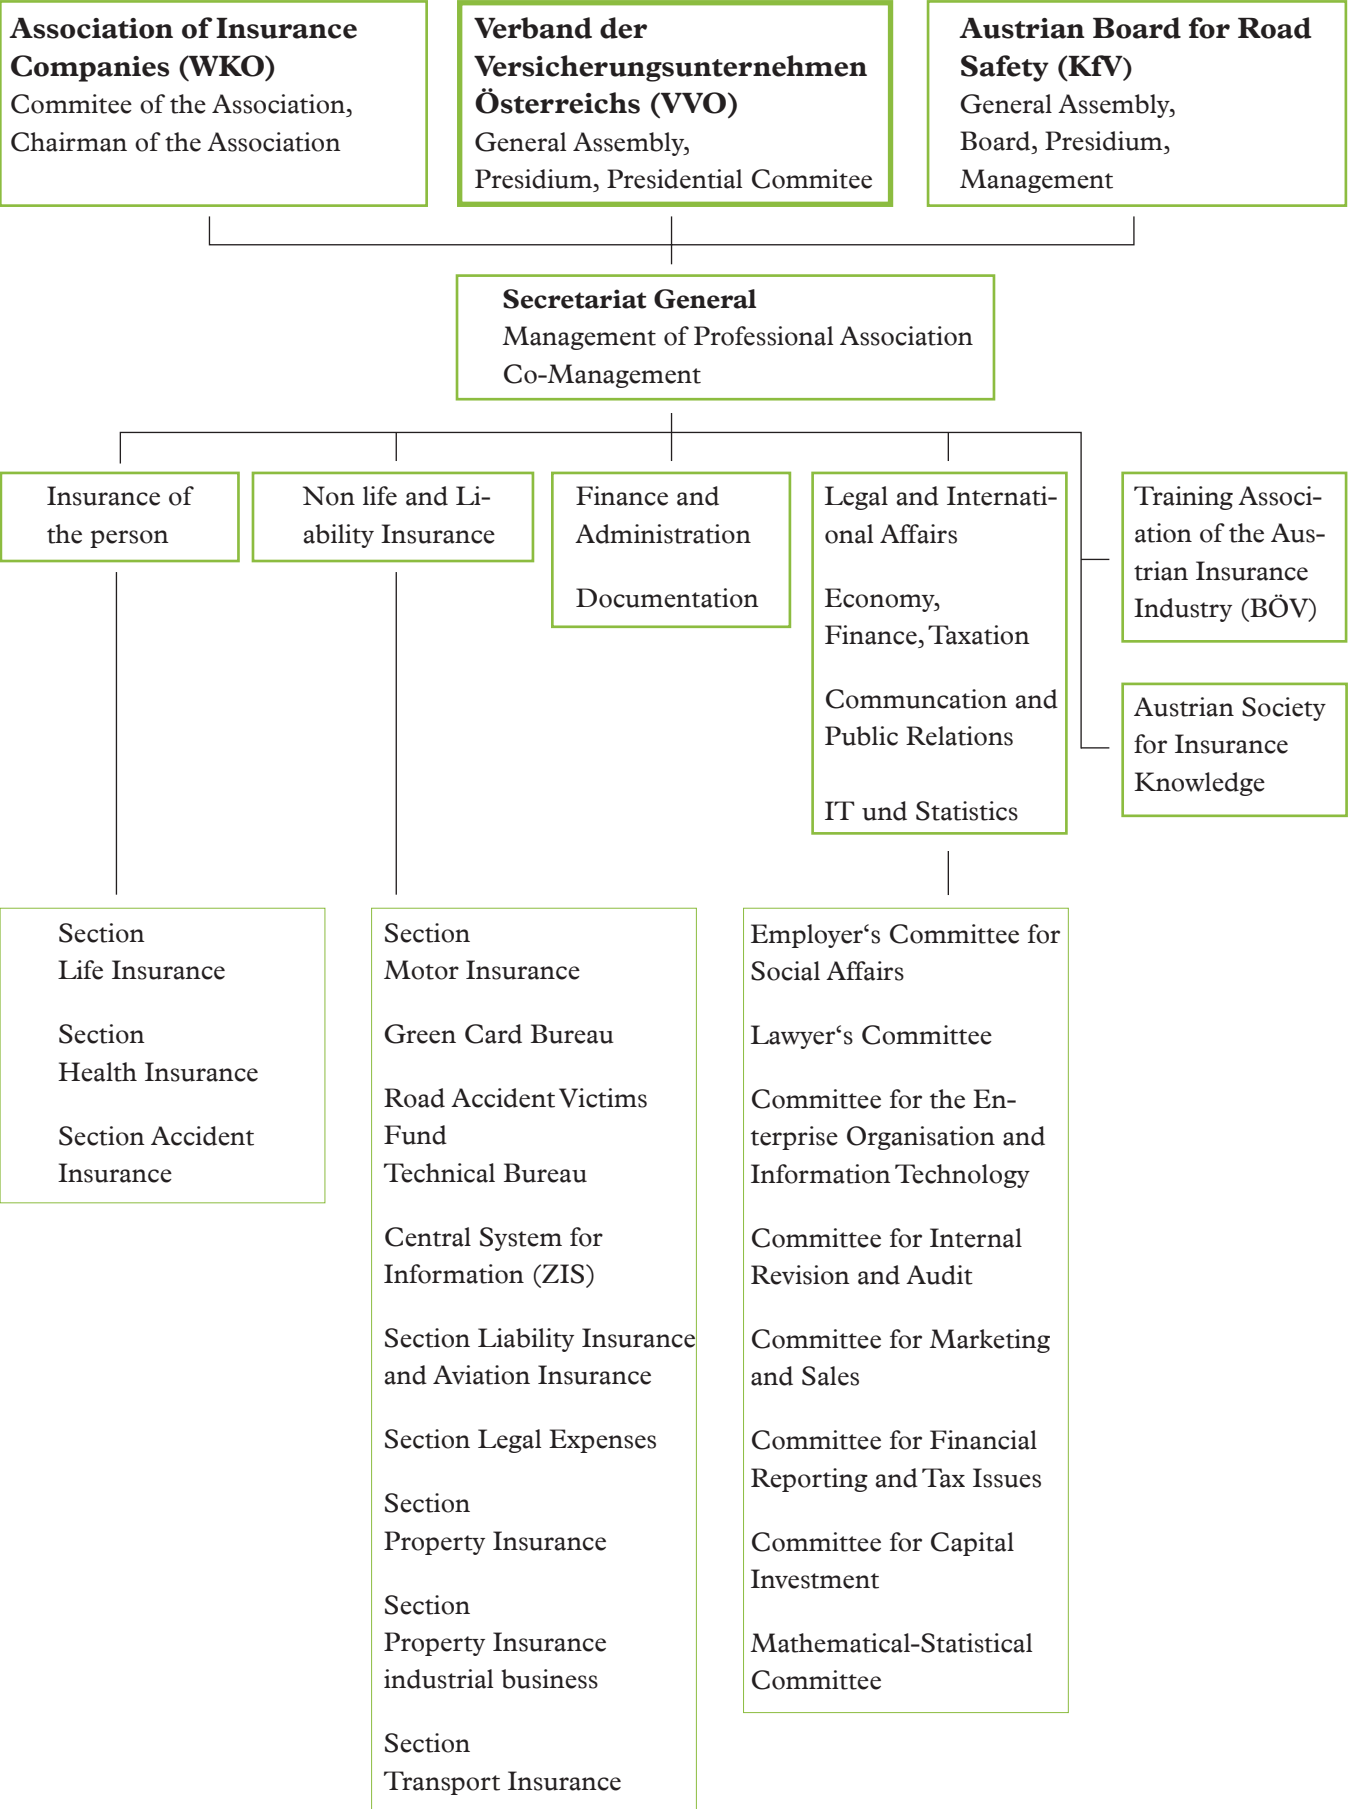 Association of Insurance
Companies (WKO)
Commitee of the Association,
Chairman of the Association
Verband der
Versicherungsunternehmen
Österreichs (VVO)
General Assembly,
Presidium, Presidential Commitee
Austrian Board for Road
Safety (KfV)
General Assembly,
Board, Presidium,
Management
Secretariat General
Management of Professional Association
Co-Management
Insurance of
the person
Non life and Li-
ability Insurance
Finance and
Administration
Documentation
Legal and Internati-
onal Affairs
Economy,
Finance, Taxation
Communcation and
Public Relations
IT und Statistics
Training Associ-
ation of the Aus-
trian Insurance
Industry (BÖV)
Austrian Society
for Insurance
Knowledge
Section
Life Insurance
Section
Health Insurance
Section Accident
Insurance
Section
Motor Insurance
Green Card Bureau
Road Accident Victims
Fund
Technical Bureau
Central System for
Information (ZIS)
Section Liability Insurance
and Aviation Insurance
Section Legal Expenses
Section
Property Insurance
Section
Property Insurance
industrial business
Section
Transport Insurance
Employer‘s Committee for
Social Affairs
Lawyer‘s Committee
Committee for the En-
terprise Organisation and
Information Technology
Committee for Internal
Revision and Audit
Committee for Marketing
and Sales
Committee for Financial
Reporting and Tax Issues
Committee for Capital
Investment
Mathematical-Statistical
Committee